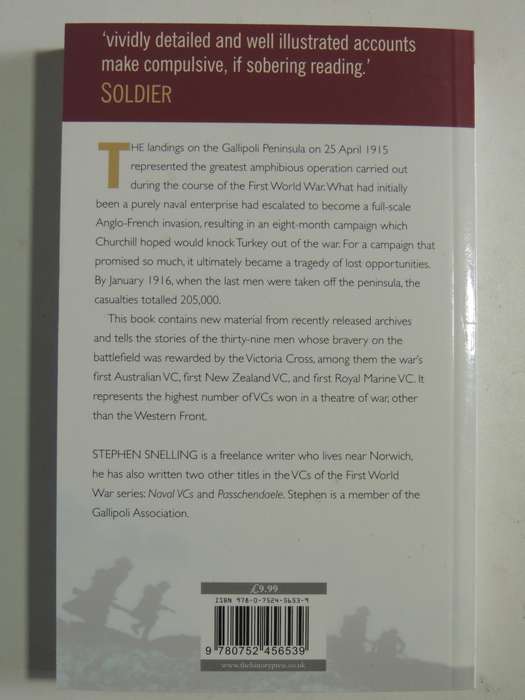 ‘vividly detailed and well illustrated accounts
make compulsive, if sobering reading.’
SOLDIER
THE landings on the Gallipoli Peninsula on 25 April 1915
represented the greatest amphibious operation carried out
during the course of the First World War. What had initially
been a purely naval enterprise had escalated to become a full-scale
Anglo-French invasion, resulting in an eight-month campaign which
Churchill hoped would knock Turkey out of the war. For a campaign that
promised so much, it ultimately became a tragedy of lost opportunities.
By January 1916, when the last men were taken off the peninsula, the
casualties totalled 205,000.
This book contains new material from recently released archives
and tells the stories of the thirty-nine men whose bravery on the
battlefield was rewarded by the Victoria Cross, among them the war's
first Australian VC, first New Zealand VC, and first Royal Marine VC. It
represents the highest number of VCs won in a theatre of war, other
than the Western Front.
STEPHEN SNELLING is a freelance writer who lives near Norwich,
he has also written two other titles in the VCs of the First World
War series: Naval VCs and Passchendaele. Stephen is a member of the
Gallipoli Association.
£9.99
ISBN 978-0-7524-5653-9
9 780752 456539
www.thehistorypress.co.uk